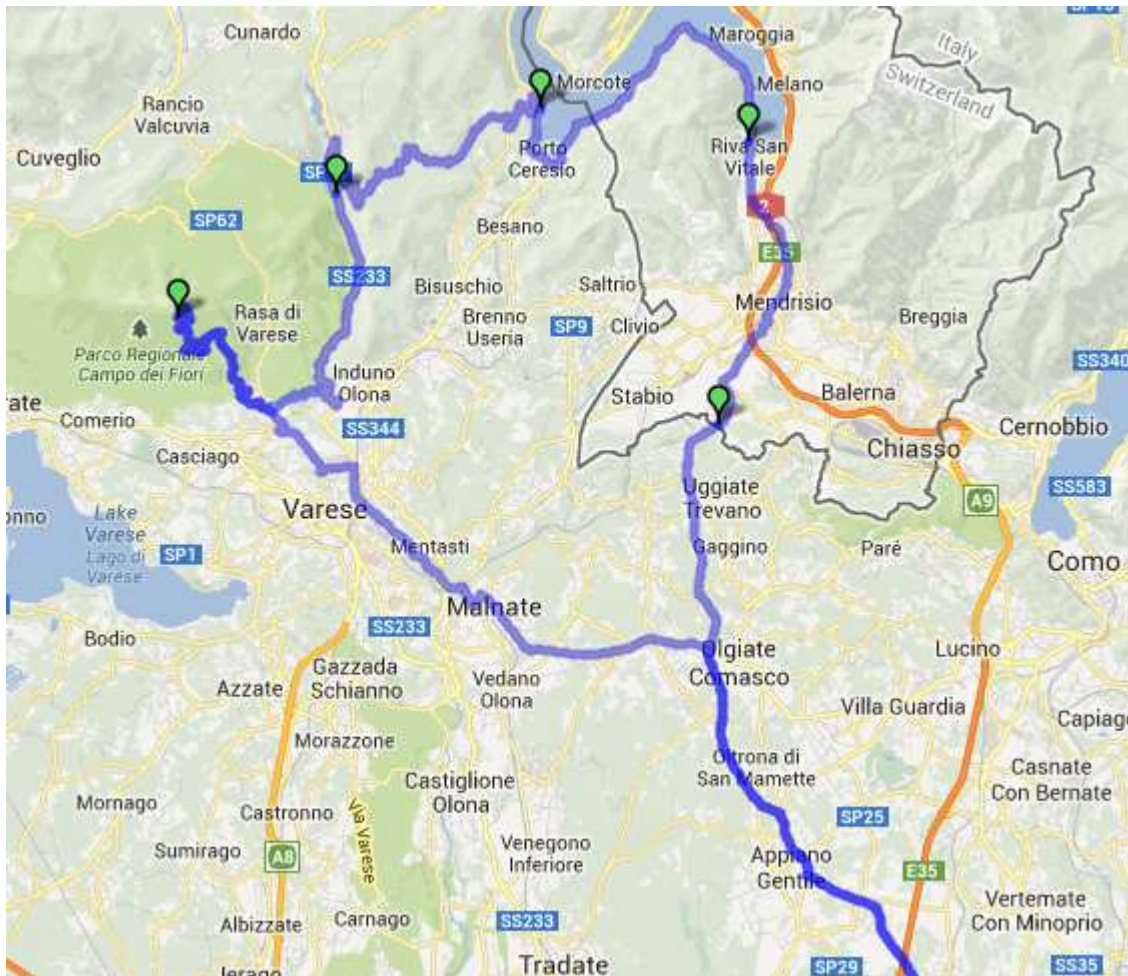 Cunardo
Maroggia
Italy
Switzerland
Morcote
Melano
Rancio
Valcuvia
Cuveglio
Porto
Ceresio
Riva San
Vitale
SP62
Besano
2
E35
SS233
Bisuschio
Saltrio
Mendrisio
Rasa di
Varese
Brenno
Useria
SP9
Clivio
Breggia
Parco Regionale
Campo dei Fiori
SS340
Induno
Olona
Stabio
Balerna
Comerio
SS344
Cernobbio
Casciago
Chiasso
Uggiate
Trevano
SS583
Varese
A9
Lake
Varese
Lago di
Varese
SP1
Mentasti
Gaggino
Paré
Como
Malnate
Bodio
SS233
Olgiate
Comasco
Lucino
Gazzada
Schianno
Vedano
Olona
Azzate
Villa Guardia
Morazzone
Oltrona di
San Mamette
Castiglione
Olona
Casnate
Con Bernate
Mornago
Castronno
Via Varese
SP25
Sumirago
A8
Venegono
Inferiore
Appiano
Gentile
E35
Vertemate
Con Minoprio
Albizzate
Carnago
SS233
Tradate
SP29
SS35